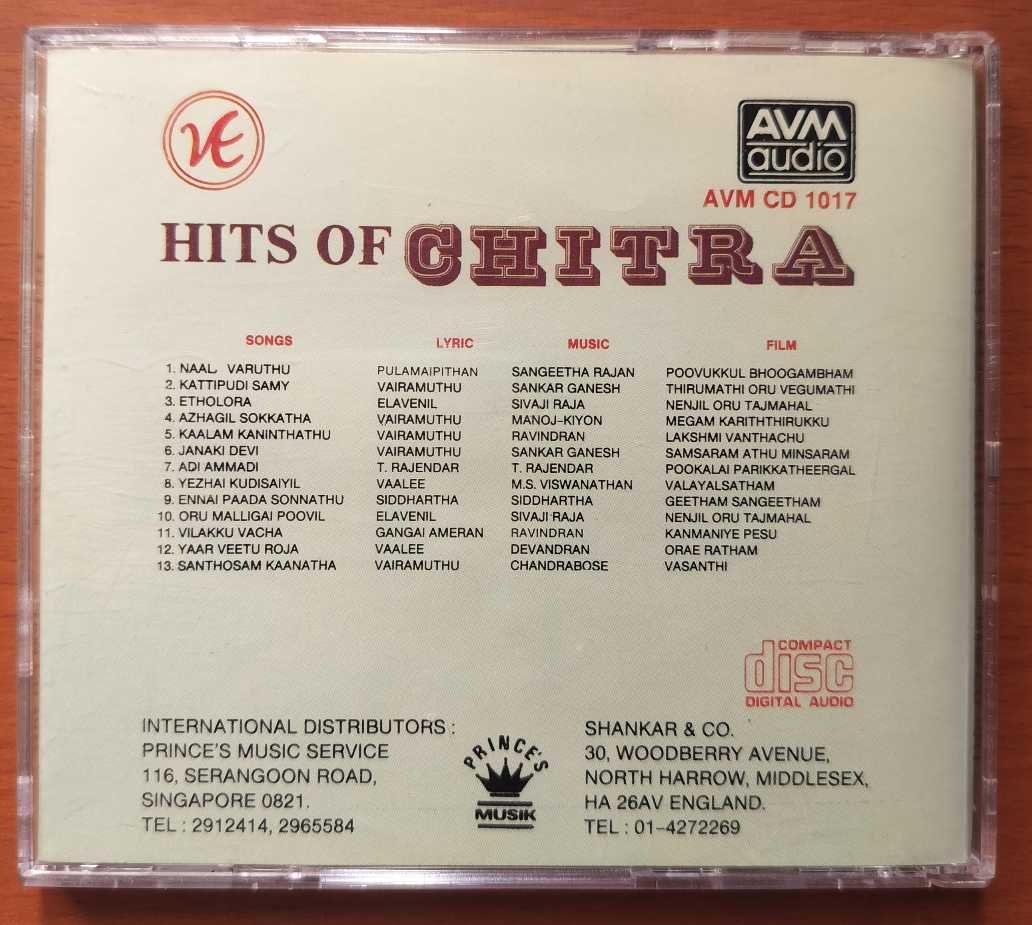 VE
AVM
audio
AVM CD 1017
HITS OF CHITRA
SONGS LYRIC MUSIC FILM
1. NAAL VARUTHU PULAMAIPITHAN SANGEETHA RAJAN POOVUKKUL BHOOGAMBHAM
2. KATTIPUDI SAMY VAIRAMUTHU SANKAR GANESH THIRUMATHI ORU VEGUMATHI
3. ETHOLORA ELAVENIL SIVAJI RAJA NENJIL ORU TAJMAHAL
4. AZHAGIL SOKKATHA VAIRAMUTHU MANOJ-KIYON MEGAM KARITHTHIRUKKU
5. KAALAM KANINTHATHU VAIRAMUTHU RAVINDRAN LAKSHMI VANTHACHU
6. JANAKI DEVI VAIRAMUTHU SANKAR GANESH SAMSARAM ATHU MINSARAM
7. ADI AMMADI T. RAJENDAR T. RAJENDAR POOKALAI PARIKKATHEERGAL
8. YEZHAI KUDISAIYIL VAALEE M.S. VISWANATHAN VALAYALSATHAM
9. ENNAI PAADA SONNATHU SIDDHARTHA SIDDHARTHA GEETHAM SANGEETHAM
10. ORU MALLIGAI POOVIL ELAVENIL SIVAJI RAJA NENJIL ORU TAJMAHAL
11. VILAKKU VACHA GANGAI AMERAN RAVINDRAN KANMANIYE PESU
12. YAAR VEETU ROJA VAALEE DEVANDRAN ORAE RATHAM
13. SANTHOSAM KAANATHA VAIRAMUTHU CHANDRABOSE VASANTHI
COMPACT
disc
DIGITAL AUDIO
INTERNATIONAL DISTRIBUTORS :
PRINCE'S MUSIC SERVICE
116, SERANGOON ROAD,
SINGAPORE 0821.
TEL : 2912414, 2965584
PRINCE'S
MUSIK
SHANKAR & CO.
30, WOODBERRY AVENUE,
NORTH HARROW, MIDDLESEX,
HA 26AV ENGLAND.
TEL : 01-4272269